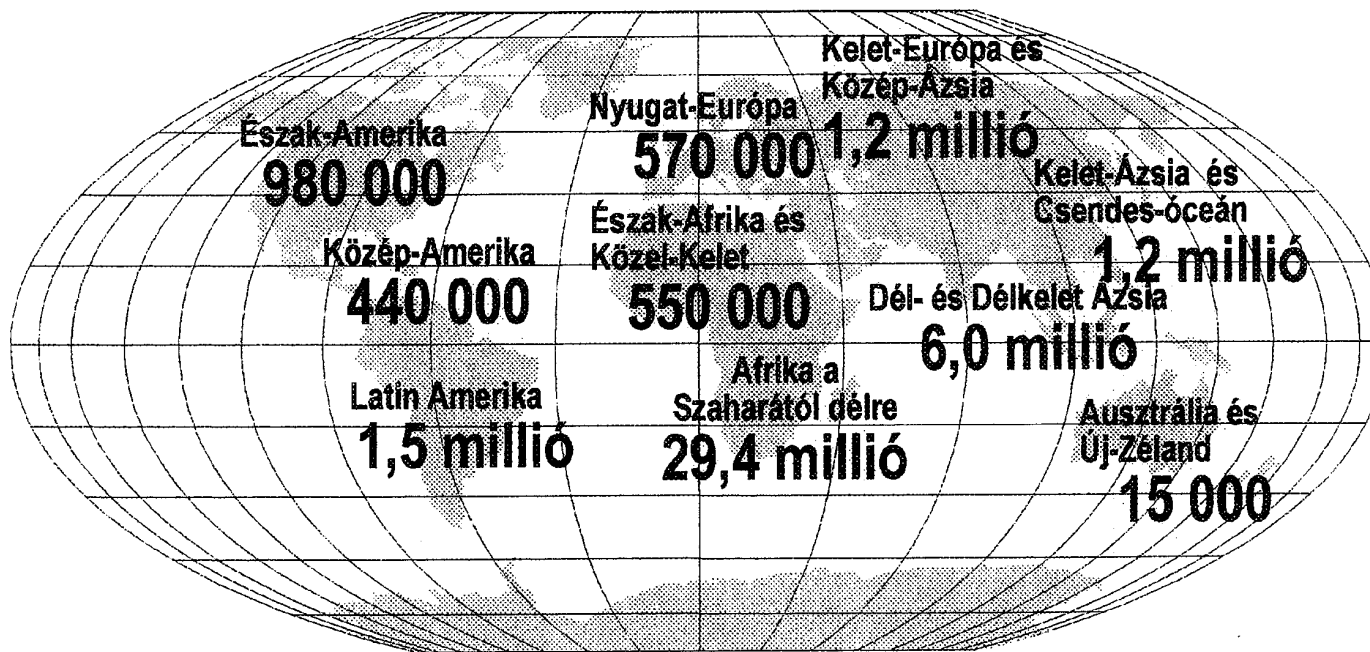 Kelet-Európa és
Közép-Ázsia
1,2 millió
Nyugat-Európa
570 000
Észak-Amerika
980 000
Kelet-Ázsia és
Csendes-óceán
1,2 millió
Észak-Afrika és
Közel-Kelet
550 000
Közép-Amerika
440 000
Dél- és Délkelet Ázsia
6,0 millió
Afrika a
Szaharától délre
29,4 millió
Latin Amerika
1,5 millió
Ausztrália és
Új-Zéland
15 000